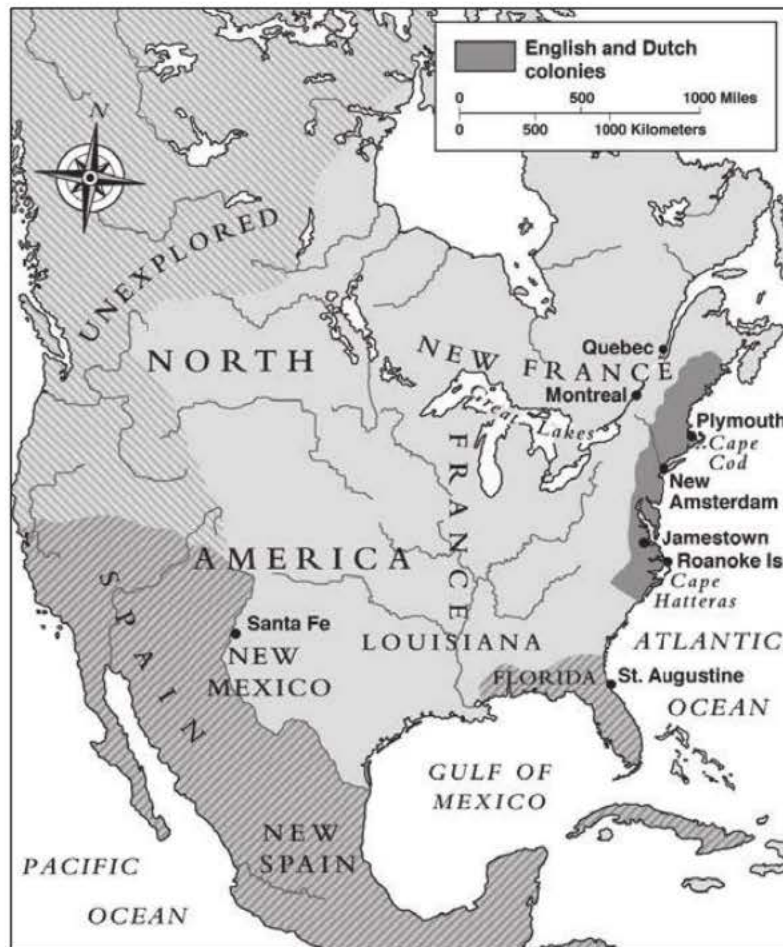 English and Dutch
colonies
0 500 1000 Miles
0 500 1000 Kilometers
N
UNEXPLORED
NORTH
AMERICA
NEW FRANCE
Quebec
Montreal
Great Lakes
Plymouth
Cape
Cod
New
Amsterdam
FRANCE
Jamestown
Roanoke Is
Cape
Hatteras
SPAIN
Santa Fe
NEW
MEXICO
LOUISIANA
ATLANTIC
OCEAN
FLORIDA
St. Augustine
GULF OF
MEXICO
NEW
SPAIN
PACIFIC
OCEAN